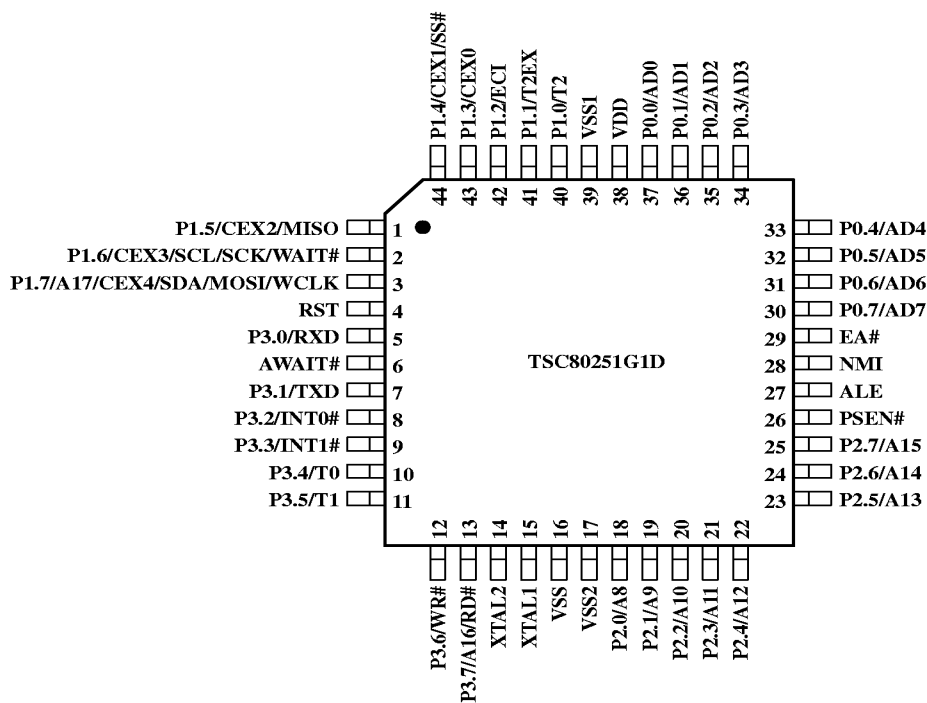 P1.4/CEX1/SS#
P1.3/CEX0
P1.2/ECI
P1.1/T2EX
P1.0/T2
VSS1
VDD
P0.0/AD0
P0.1/AD1
P0.2/AD2
P0.3/AD3
44 43 42 41 40 39 38 37 36 35 34
P1.5/CEX2/MISO 1
P1.6/CEX3/SCL/SCK/WAIT# 2
P1.7/A17/CEX4/SDA/MOSI/WCLK 3
RST 4
P3.0/RXD 5
AWAIT# 6
P3.1/TXD 7
P3.2/INT0# 8
P3.3/INT1# 9
P3.4/T0 10
P3.5/T1 11
TSC80251G1D
33 P0.4/AD4
32 P0.5/AD5
31 P0.6/AD6
30 P0.7/AD7
29 EA#
28 NMI
27 ALE
26 PSEN#
25 P2.7/A15
24 P2.6/A14
23 P2.5/A13
12 13 14 15 16 17 18 19 20 21 22
P3.6/WR#
P3.7/A16/RD#
XTAL2
XTAL1
VSS
VSS2
P2.0/A8
P2.1/A9
P2.2/A10
P2.3/A11
P2.4/A12